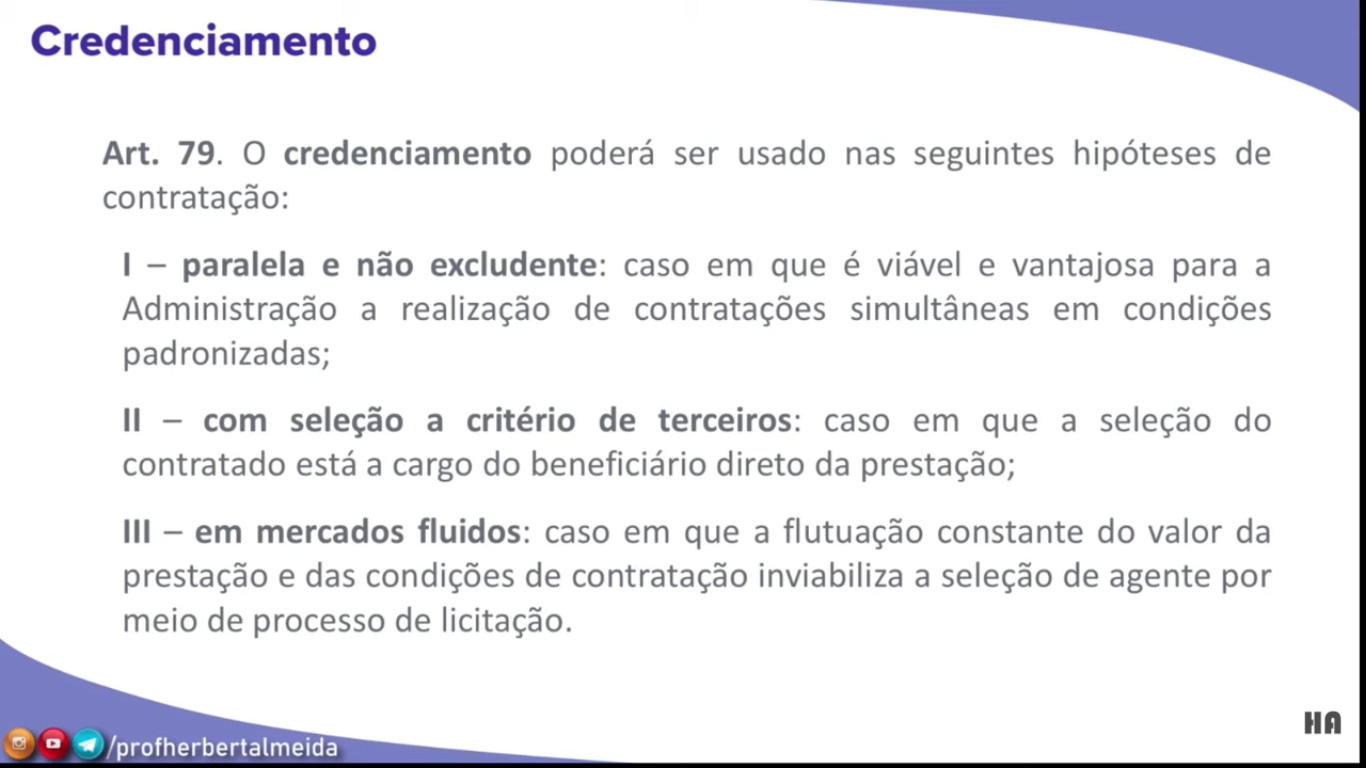 Credenciamento
Art. 79. O credenciamento poderá ser usado nas seguintes hipóteses de
contratação:
I – paralela e não excludente: caso em que é viável e vantajosa para a
Administração a realização de contratações simultâneas em condições
padronizadas;
II – com seleção a critério de terceiros: caso em que a seleção do
contratado está a cargo do beneficiário direto da prestação;
III – em mercados fluidos: caso em que a flutuação constante do valor da
prestação e das condições de contratação inviabiliza a seleção de agente por
meio de processo de licitação.
HA
/profherbertalmeida